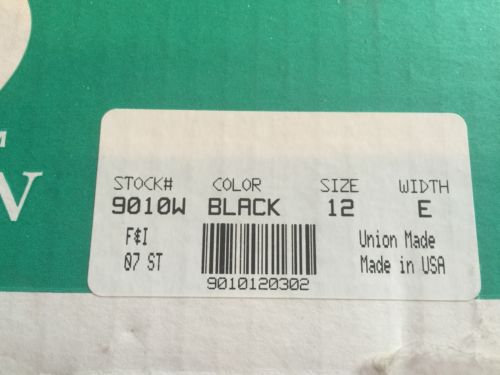 STOCK# COLOR SIZE WIDTH
9010W BLACK 12 E
F&I Union Made
07 ST Made in USA
9010120302